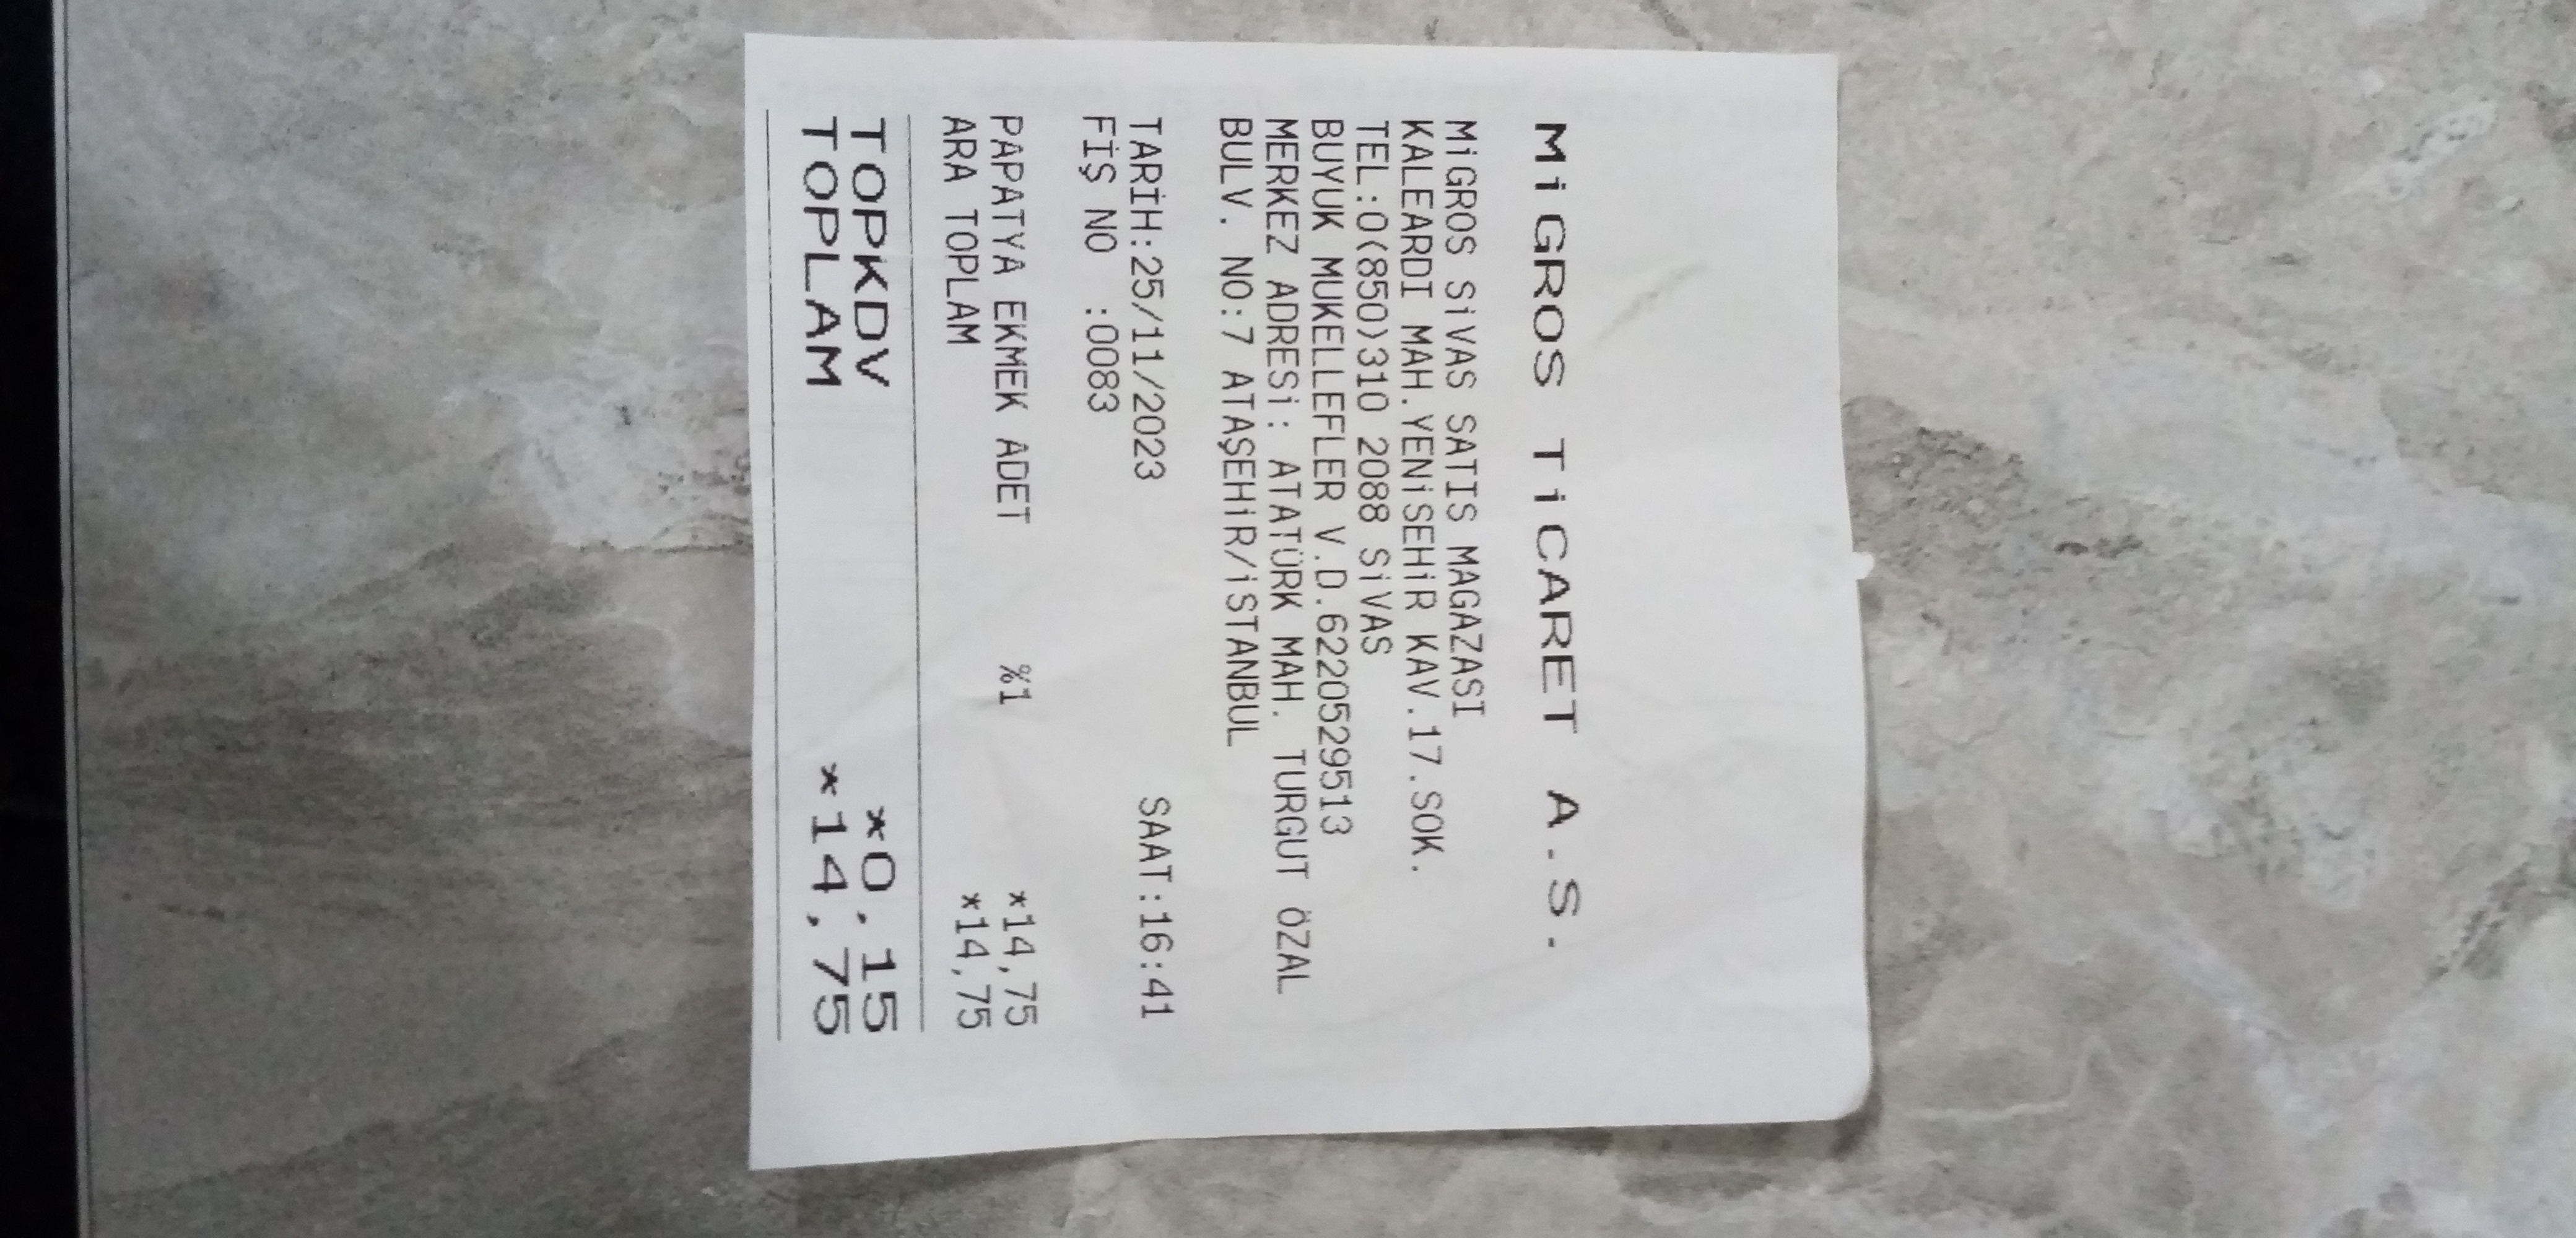 MiGROS TiCARET A.S.
MiGROS SiVAS SATIS MAGAZASI
KALEARDI MAH.YENiSEHiR KAV.17.SOK.
TEL:0(850)310 2088 SiVAS
BUYUK MUKELLEFLER V.D.6220529513
MERKEZ ADRESi: ATATÜRK MAH. TURGUT ÖZAL
BULV. NO:7 ATAŞEHiR/iSTANBUL
TARİH:25/11/2023 SAAT:16:41
FİŞ NO :0083
PAPATYA EKMEK ADET %1 *14,75
ARA TOPLAM *14,75
TOPKDV *0,15
TOPLAM *14,75